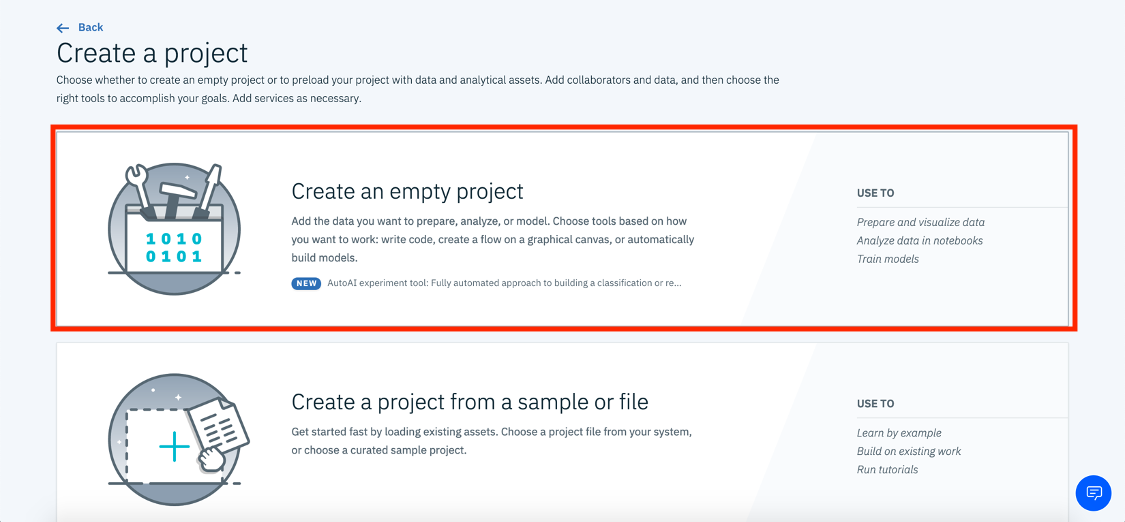 Back
Create a project
Choose whether to create an empty project or to preload your project with data and analytical assets. Add collaborators and data, and then choose the
right tools to accomplish your goals. Add services as necessary.
1010
0101
Create an empty project
Add the data you want to prepare, analyze, or model. Choose tools based on how
you want to work: write code, create a flow on a graphical canvas, or automatically
build models.
NEW AutoAI experiment tool: Fully automated approach to building a classification or re...
USE TO
Prepare and visualize data
Analyze data in notebooks
Train models
Create a project from a sample or file
Get started fast by loading existing assets. Choose a project file from your system,
or choose a curated sample project.
USE TO
Learn by example
Build on existing work
Run tutorials